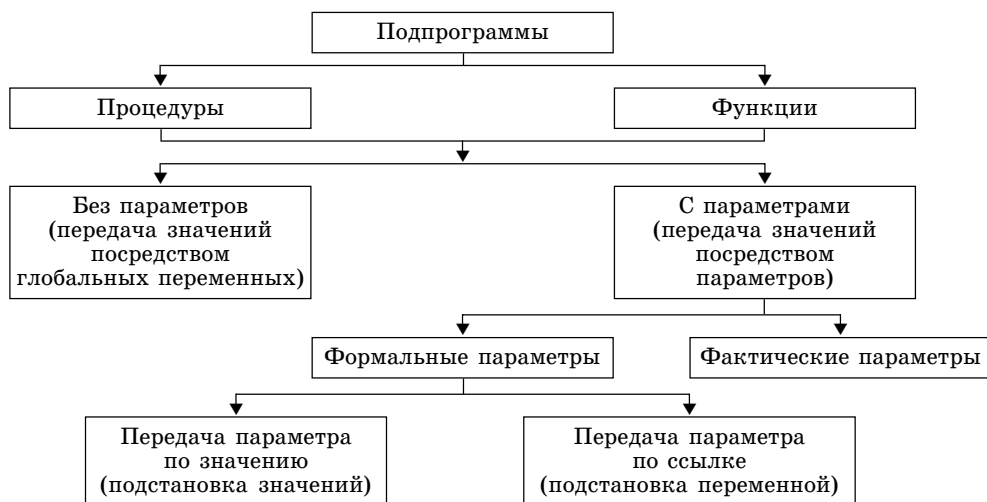 Подпрограммы
Процедуры
Функции
Без параметров
(передача значений
посредством
глобальных переменных)
С параметрами
(передача значений
посредством
параметров)
Формальные параметры
Фактические параметры
Передача параметра
по значению
(подстановка значений)
Передача параметра
по ссылке
(подстановка переменной)